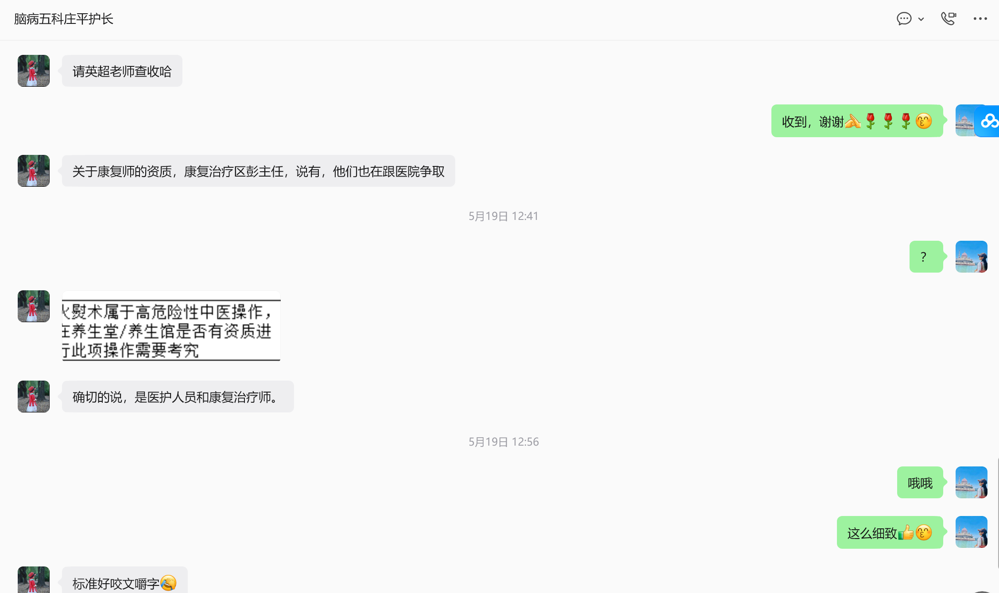 脑病五科庄平护长
请英超老师查收哈
收到，谢谢
关于康复师的资质，康复治疗区彭主任，说有，他们也在跟医院争取
5月19日 12:41
？
火熨术属于高危险性中医操作，
在养生堂/养生馆是否有资质进
行此项操作需要考究
确切的说，是医护人员和康复治疗师。
5月19日 12:56
哦哦
这么细致
标准好咬文嚼字